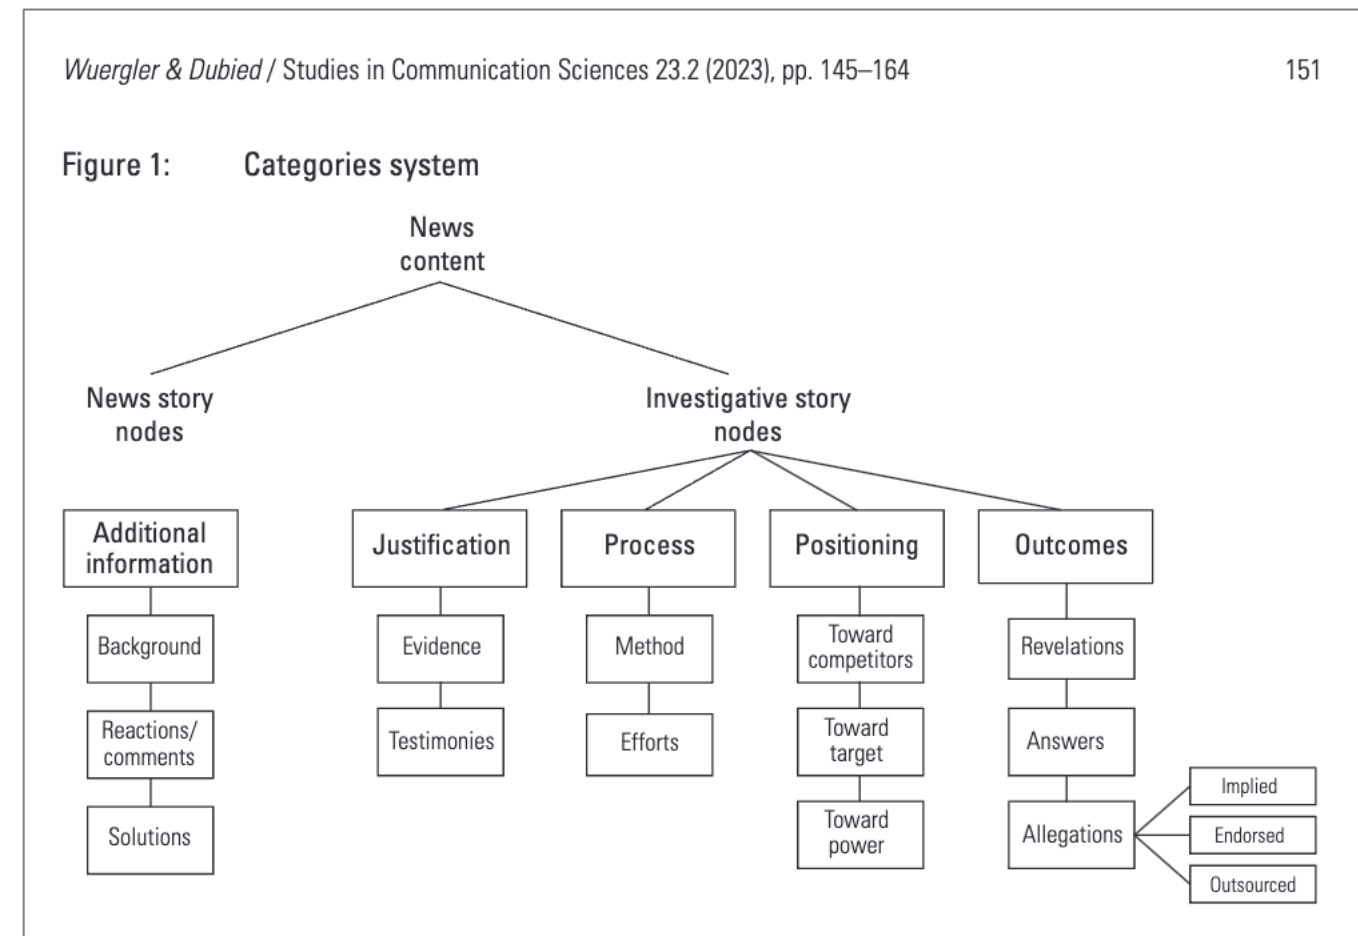 Wuergler & Dubied / Studies in Communication Sciences 23.2 (2023), pp. 145–164 151
Figure 1: Categories system
News
content
News story
nodes
Investigative story
nodes
Additional
information
Background
Reactions/
comments
Solutions
Justification
Evidence
Testimonies
Process
Method
Efforts
Positioning
Toward
competitors
Toward
target
Toward
power
Outcomes
Revelations
Answers
Allegations
Implied
Endorsed
Outsourced